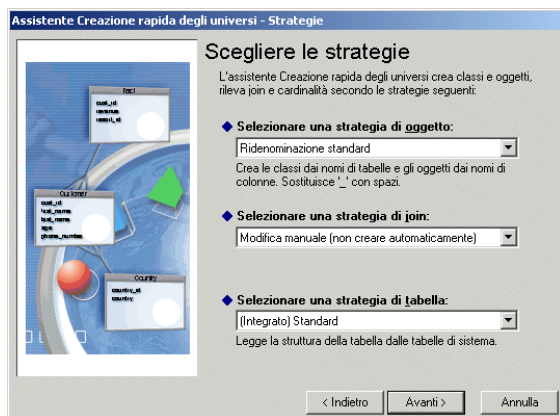 Assistente Creazione rapida degli universi - Strategie
Scegliere le strategie
L'assistente Creazione rapida degli universi crea classi e oggetti,
rileva join e cardinalità secondo le strategie seguenti:
Selezionare una strategia di oggetto:
Ridenominazione standard
Crea le classi dai nomi di tabelle e gli oggetti dai nomi di
colonne. Sostituisce '_' con spazi.
Selezionare una strategia di join:
Modifica manuale (non creare automaticamente)
Selezionare una strategia di tabella:
(Integrato) Standard
Legge la struttura della tabella dalle tabelle di sistema.
cust_id
revenue
Customer
cust_id
last_name
age
phone_number
Country
country_id
country
< Indietro
Avanti >
Annulla